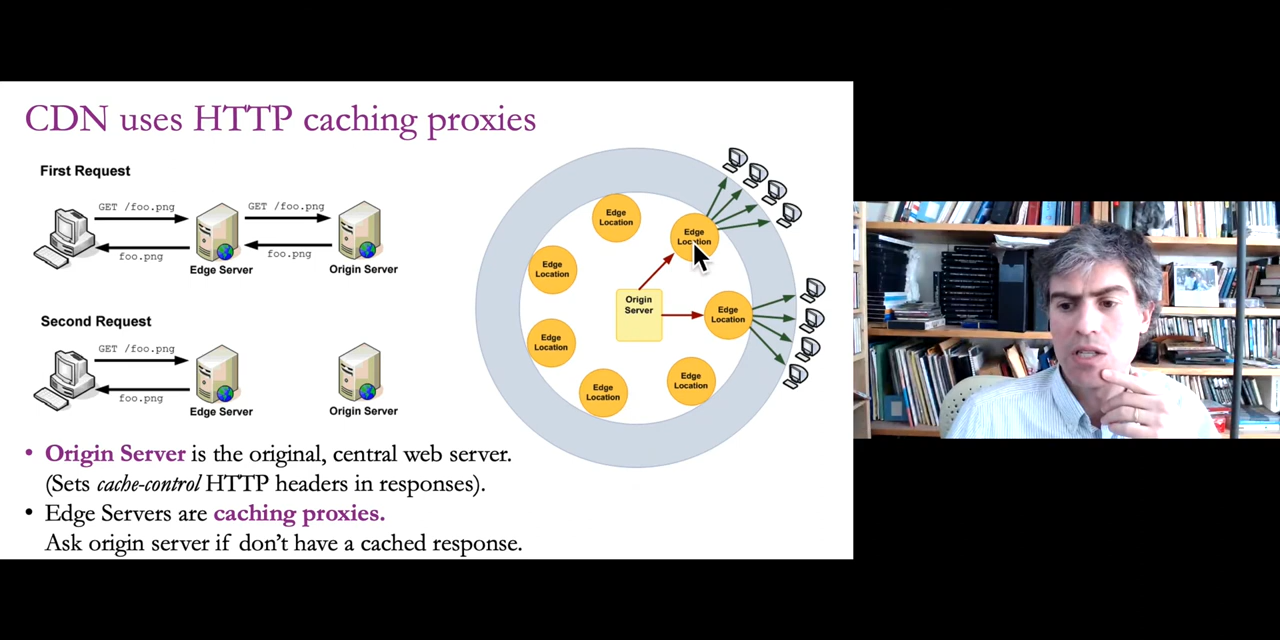 CDN uses HTTP caching proxies
First Request
GET /foo.png
GET /foo.png
foo.png
foo.png
Edge Server
Origin Server
Second Request
GET /foo.png
foo.png
Edge Server
Origin Server
Edge
Location
Edge
Location
Edge
Location
Origin
Server
Edge
Location
Edge
Location
Edge
Location
Edge
Location
• Origin Server is the original, central web server.
(Sets cache-control HTTP headers in responses).
• Edge Servers are caching proxies.
Ask origin server if don’t have a cached response.